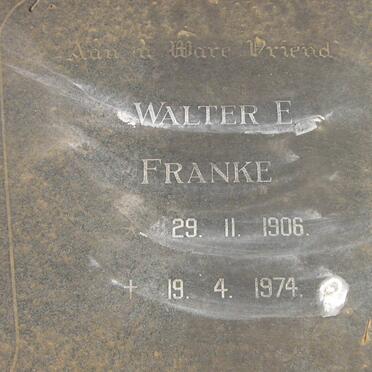 Aan 'n Ware Vriend
WALTER E.
FRANKE
29. 11. 1906.
+ 19. 4. 1974.